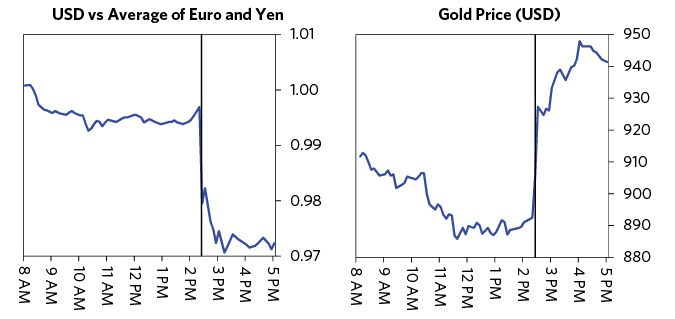 USD vs Average of Euro and Yen
1.01
1.00
0.99
0.98
0.97
8 AM
9 AM
10 AM
11 AM
12 PM
1 PM
2 PM
3 PM
4 PM
5 PM
Gold Price (USD)
950
940
930
920
910
900
890
880
8 AM
9 AM
10 AM
11 AM
12 PM
1 PM
2 PM
3 PM
4 PM
5 PM